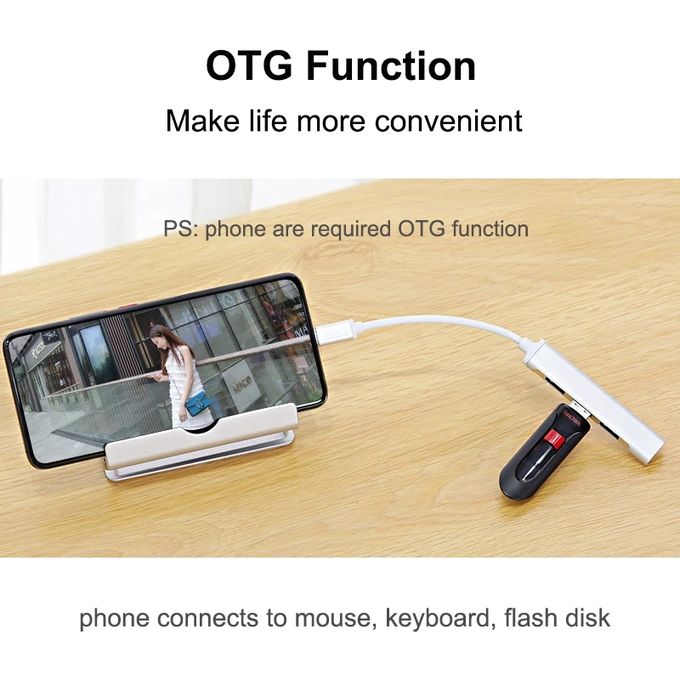 OTG Function
Make life more convenient
PS: phone are required OTG function
SanDisk
phone connects to mouse, keyboard, flash disk